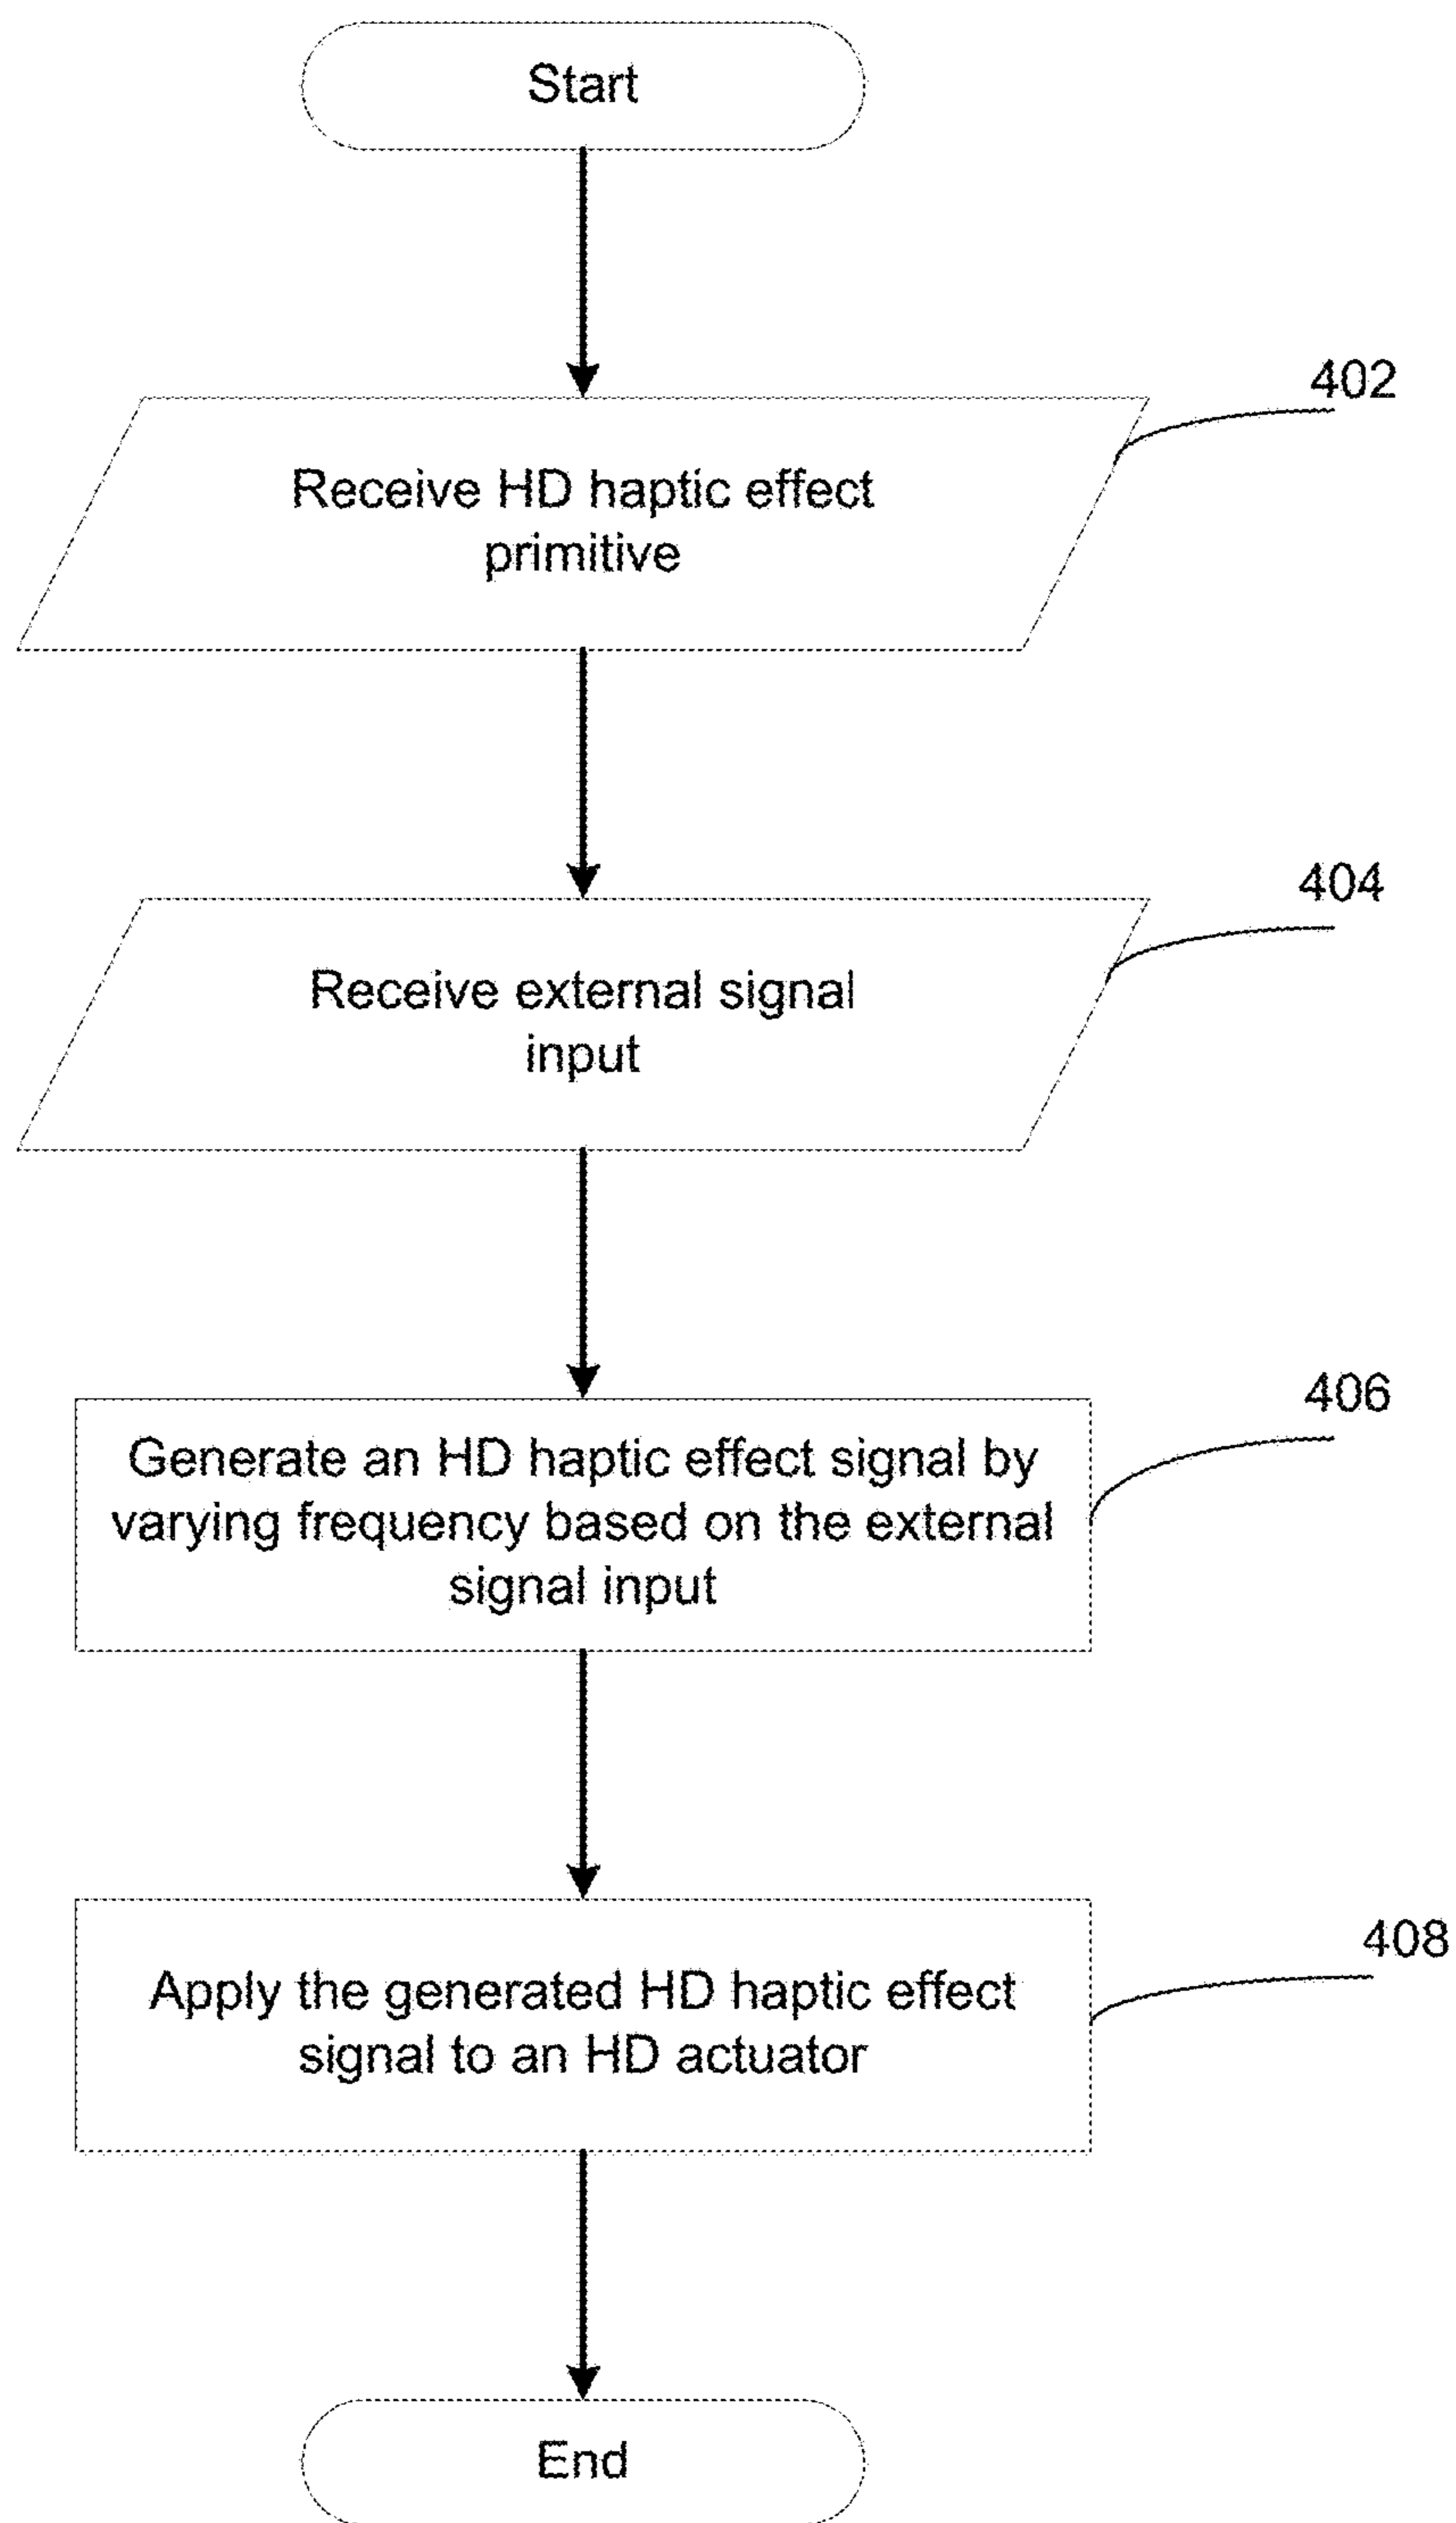 Start
402
Receive HD haptic effect
primitive
404
Receive external signal
input
406
Generate an HD haptic effect signal by
varying frequency based on the external
signal input
408
Apply the generated HD haptic effect
signal to an HD actuator
End